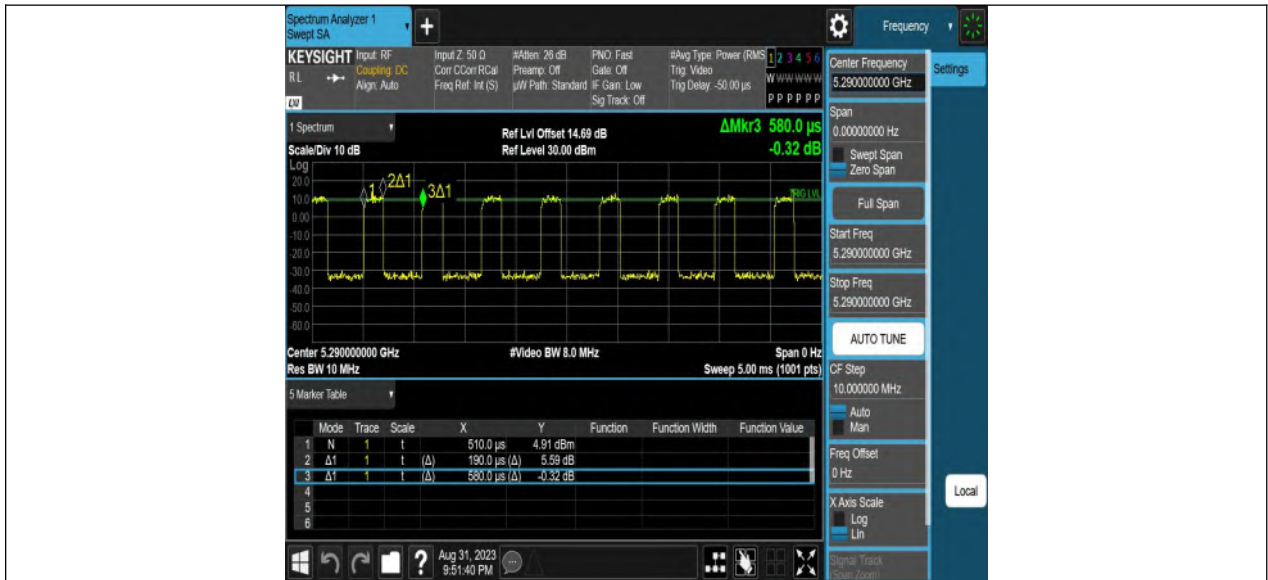 Spectrum Analyzer 1
Swept SA
+
Frequency
KEYSIGHT
Input: RF
Coupling: DC
Align: Auto
Input Z: 50 Ω
Corr CCorr RCal
Freq Ref: Int (S)
#Atten: 26 dB
Preamp: Off
µW Path: Standard
PNO: Fast
Gate: Off
IF Gain: Low
Sig Track: Off
#Avg Type: Power (RMS
Trig: Video
Trig Delay: -50.00 µs
1 2 3 4 5 6
W W W W W W
P P P P P P
RL
LXI
Center Frequency
5.290000000 GHz
Settings
Span
0.00000000 Hz
Swept Span
Zero Span
Full Span
Start Freq
5.290000000 GHz
Stop Freq
5.290000000 GHz
AUTO TUNE
CF Step
10.000000 MHz
Auto
Man
Freq Offset
0 Hz
X Axis Scale
Log
Lin
Signal Track
(Span Zoom)
Local
1 Spectrum
Scale/Div 10 dB
Ref Lvl Offset 14.69 dB
Ref Level 30.00 dBm
ΔMkr3 580.0 µs
-0.32 dB
Log
20.0
10.0
0.00
-10.0
-20.0
-30.0
-40.0
-50.0
-60.0
1
2Δ1
3Δ1
TRIG LVL
Center 5.290000000 GHz
#Video BW 8.0 MHz
Span 0 Hz
Res BW 10 MHz
Sweep 5.00 ms (1001 pts)
5 Marker Table
Mode Trace Scale X Y Function Function Width Function Value
1 N 1 t 510.0 µs 4.91 dBm
2 Δ1 1 t (Δ) 190.0 µs (Δ) 5.59 dB
3 Δ1 1 t (Δ) 580.0 µs (Δ) -0.32 dB
4
5
6
?
Aug 31, 2023
9:51:40 PM